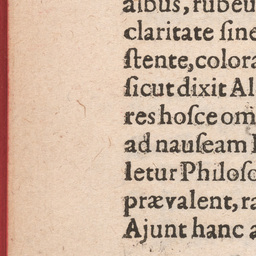 albus, rubeu
claritate ſine
ſtente, colora
ſicut dixit Al
res hoſce om
ad nauſeam
letur Philoſo
prævalent, ra
Ajunt hanc a